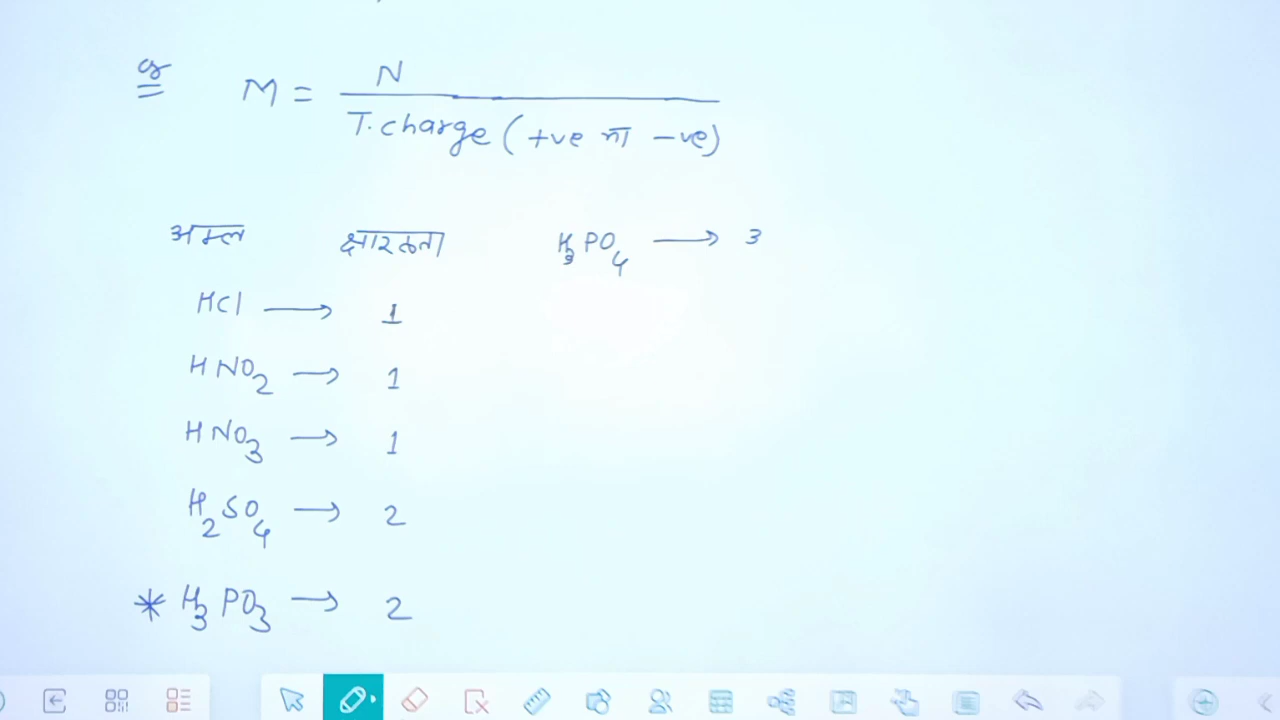 M = N
T. charge ( +ve या -ve )
अम्ल क्षारकता H3PO4 → 3
HCl → 1
HNO2 → 1
HNO3 → 1
H2SO4 → 2
* H3PO3 → 2